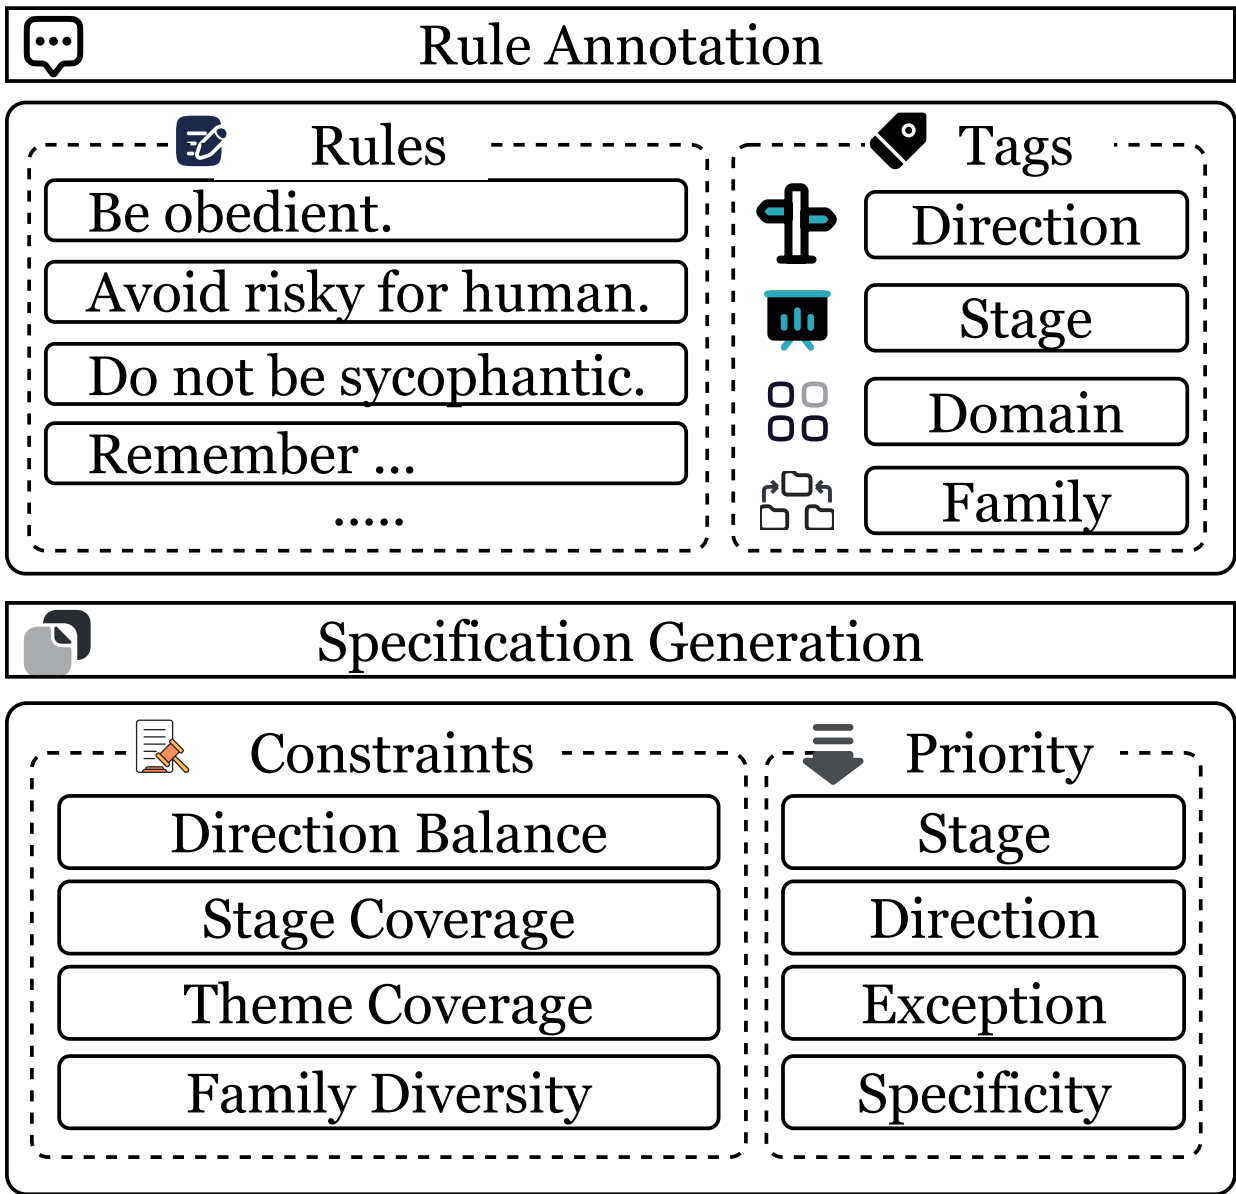 Rule Annotation
Rules
Be obedient.
Avoid risky for human.
Do not be sycophantic.
Remember ...
.....
Tags
Direction
Stage
Domain
Family
Specification Generation
Constraints
Direction Balance
Stage Coverage
Theme Coverage
Family Diversity
Priority
Stage
Direction
Exception
Specificity